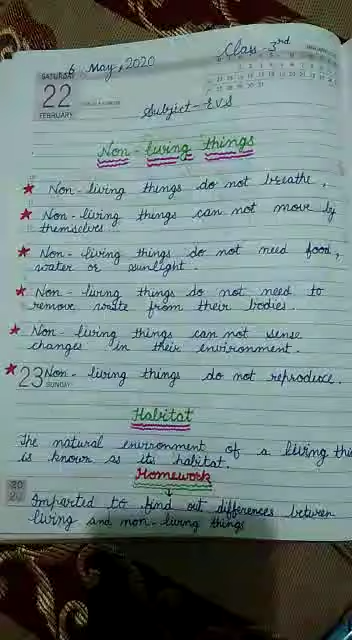 6 May, 2020
Class - 3rd
SATURDAY
22
FEBRUARY
Subject - EVS
Non - living things
★ Non - living things do not breathe.
★ Non - living things can not move by
themselves
★ Non - living things do not need food,
water or sunlight.
★ Non - living things do not need to
remove waste from their bodies.
★ Non - living things can not sense
changes in their environment.
★ 23 Non - living things do not reproduce.
SUNDAY
Habitat
The natural environment of a living
is known as its habitat.
Homework
20
20
Imparted to find out differences between
living and non - living things